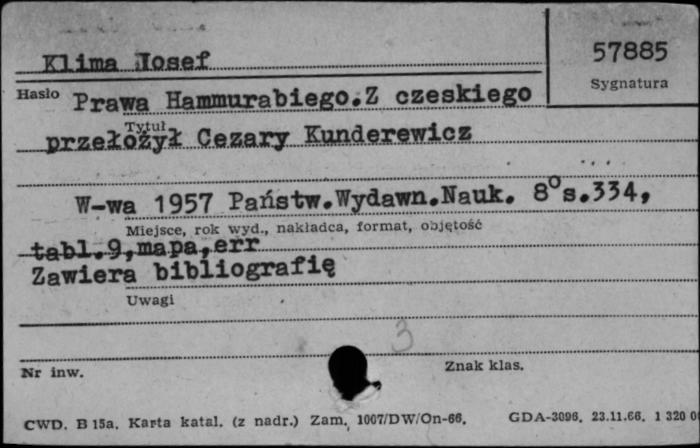 Klima Iosef
57885
Sygnatura
Hasło Prawa Hammurabiego.Z czeskiego
Tytuł
przełożył Cezary Kunderewicz
W-wa 1957 Państw.Wydawn.Nauk. 8°s.334,
Miejsce, rok wyd., nakładca, format, objętość
tabl.9,mapa,err
Zawiera bibliografię
Uwagi
3
Nr inw.
Znak klas.
CWD. B 15a. Karta katal. (z nadr.) Zam. 1067/DW/On-66. GDA-3096. 23.11.66. 1 320